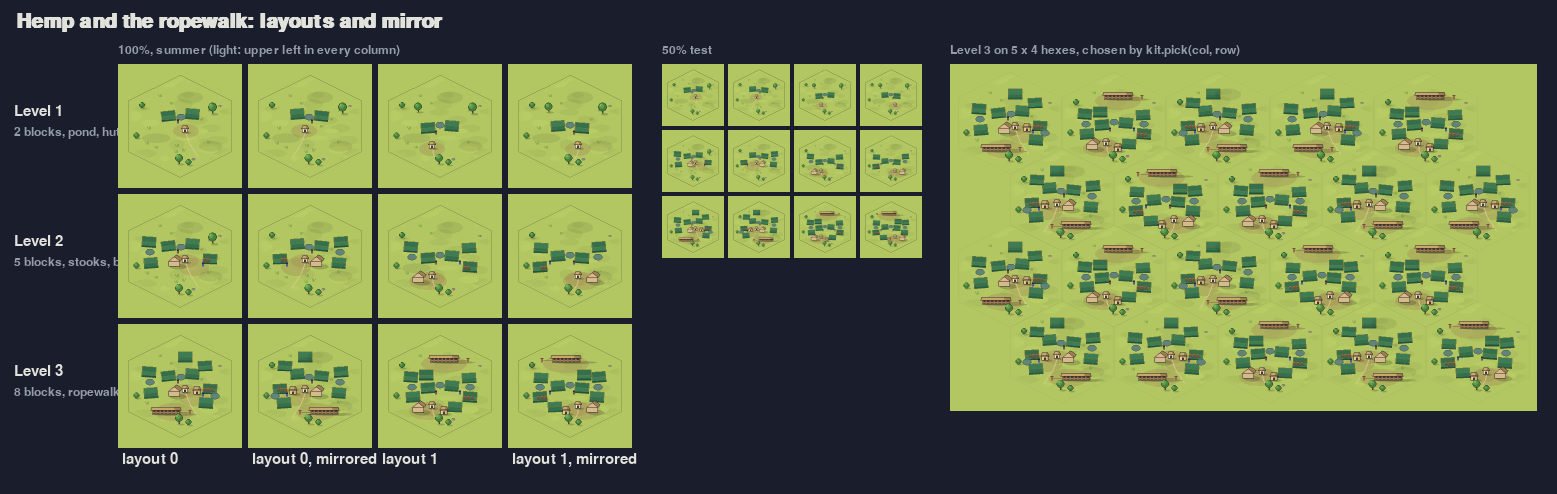 Hemp and the ropewalk: layouts and mirror
100%, summer (light: upper left in every column)
50% test
Level 3 on 5 x 4 hexes, chosen by kit.pick(col, row)
Level 1
2 blocks, pond, hut
Level 2
5 blocks, stooks, b
Level 3
8 blocks, ropewalk
layout 0
layout 0, mirrored
layout 1
layout 1, mirrored